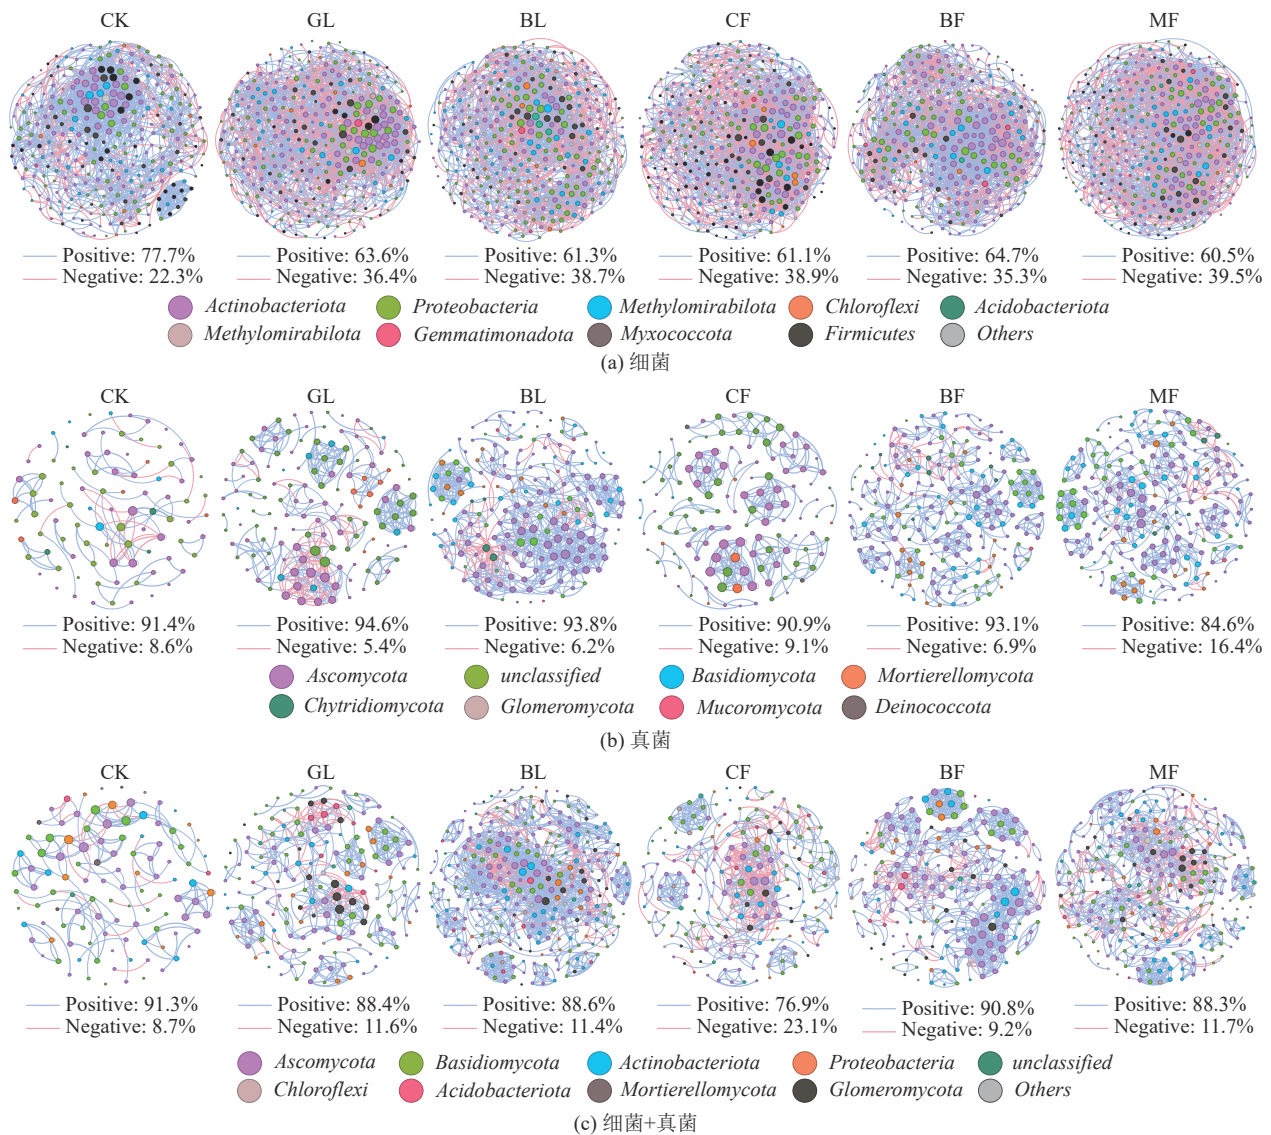 CK GL BL CF BF MF
Positive: 77.7% Positive: 63.6% Positive: 61.3% Positive: 61.1% Positive: 64.7% Positive: 60.5%
Negative: 22.3% Negative: 36.4% Negative: 38.7% Negative: 38.9% Negative: 35.3% Negative: 39.5%
Actinobacteriota Proteobacteria Methylomirabilota Chloroflexi Acidobacteriota
Methylomirabilota Gemmatimonadota Myxococcota Firmicutes Others
(a) 细菌
CK GL BL CF BF MF
Positive: 91.4% Positive: 94.6% Positive: 93.8% Positive: 90.9% Positive: 93.1% Positive: 84.6%
Negative: 8.6% Negative: 5.4% Negative: 6.2% Negative: 9.1% Negative: 6.9% Negative: 16.4%
Ascomycota unclassified Basidiomycota Mortierellomycota
Chytridiomycota Glomeromycota Mucoromycota Deinococcota
(b) 真菌
CK GL BL CF BF MF
Positive: 91.3% Positive: 88.4% Positive: 88.6% Positive: 76.9% Positive: 90.8% Positive: 88.3%
Negative: 8.7% Negative: 11.6% Negative: 11.4% Negative: 23.1% Negative: 9.2% Negative: 11.7%
Ascomycota Basidiomycota Actinobacteriota Proteobacteria unclassified
Chloroflexi Acidobacteriota Mortierellomycota Glomeromycota Others
(c) 细菌+真菌